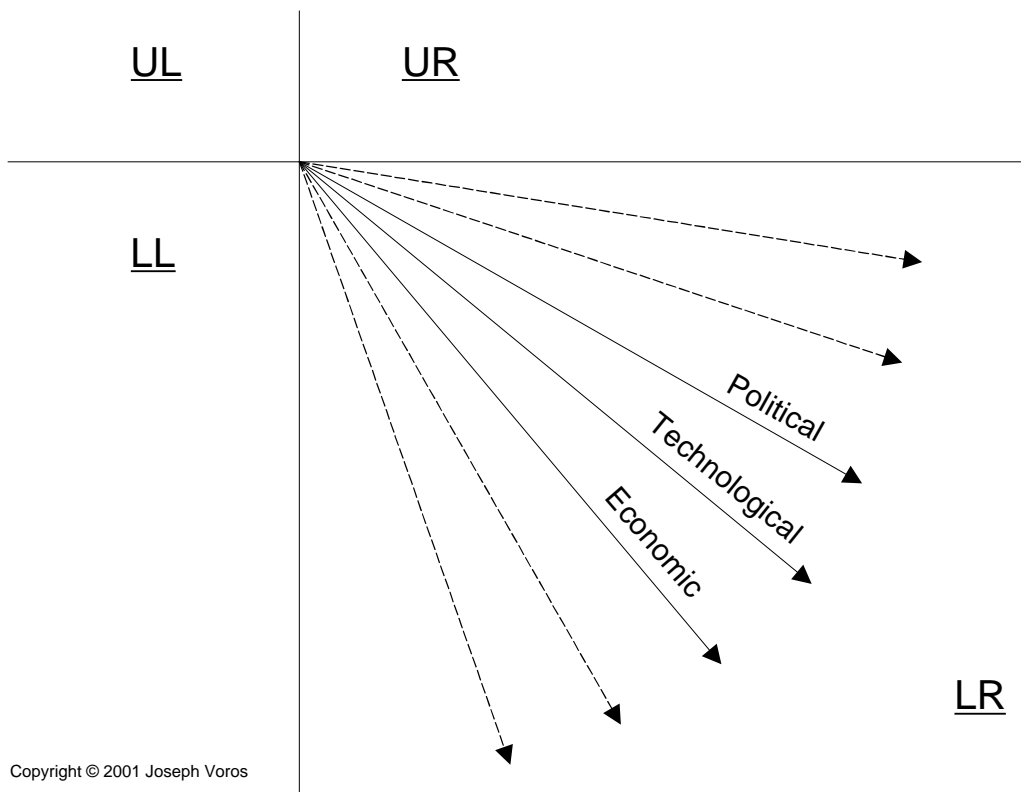 UL
UR
LL
Political
Technological
Economic
LR
Copyright © 2001 Joseph Voros